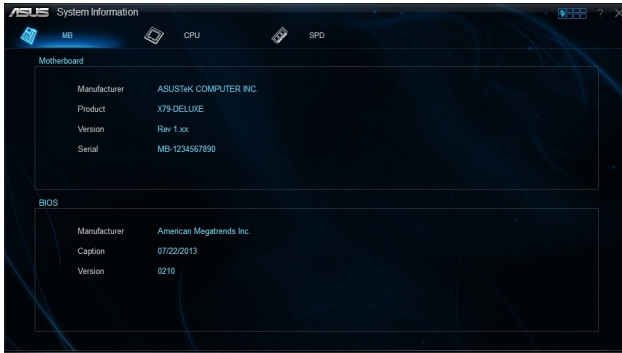 ASUS System Information ? X
MB CPU SPD
Motherboard
Manufacturer ASUSTeK COMPUTER INC.
Product X79-DELUXE
Version Rev 1.xx
Serial MB-1234567890
BIOS
Manufacturer American Megatrends Inc.
Caption 07/22/2013
Version 0210